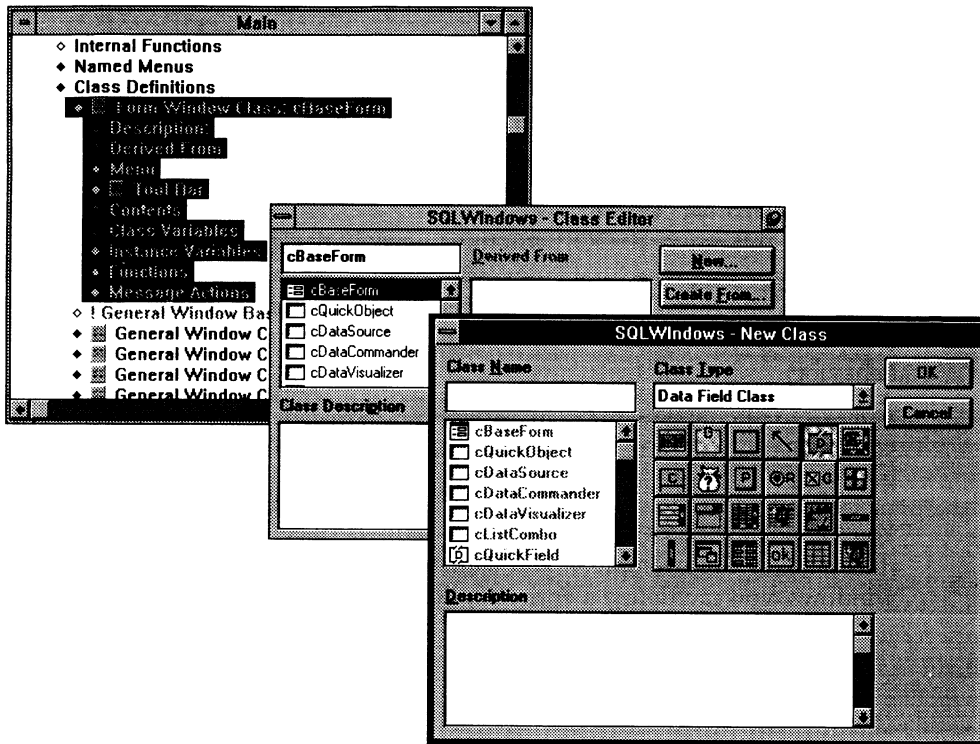 Main
Internal Functions
Named Menus
Class Definitions
Form Window Class: cBaseForm
Description:
Derived From
Menu
Tool Bar
Contents
Class Variables
Instance Variables
Functions
Message Actions
! General Window Bas
General Window C
General Window C
General Window C
General Window C
SQLWindows - Class Editor
cBaseForm
Derived From
New...
Create From...
cBaseForm
cQuickObject
cDataSource
cDataCommander
cDataVisualizer
Class Description
SQLWindows - New Class
Class Name
Class Type
OK
Data Field Class
Cancel
cBaseForm
cQuickObject
cDataSource
cDataCommander
cDataVisualizer
cListCombo
cQuickField
D
C
?
P
R
C
ok
Description